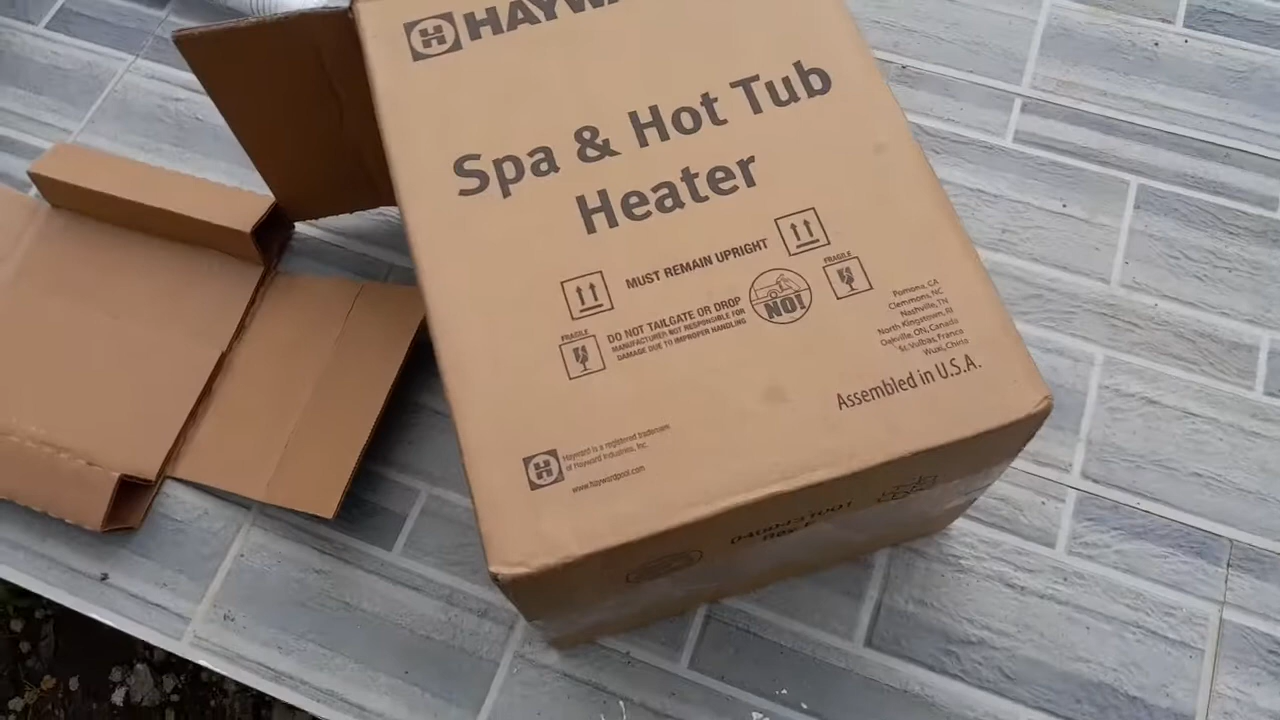 HAYWA
Spa & Hot Tub
Heater
MUST REMAIN UPRIGHT
FRAGILE
FRAGILE
DO NOT TAILGATE OR DROP
MANUFACTURER NOT RESPONSIBLE FOR
DAMAGE DUE TO IMPROPER HANDLING
NO!
Pomona, CA
Clemmons, NC
Nashville, TN
North Kingstown, RI
Oakville, ON, Canada
St. Vulbas, France
Wuxi, China
Assembled in U.S.A.
H
Hayward is a registered trademark
of Hayward Industries, Inc.
www.haywardpool.com
Rev. F